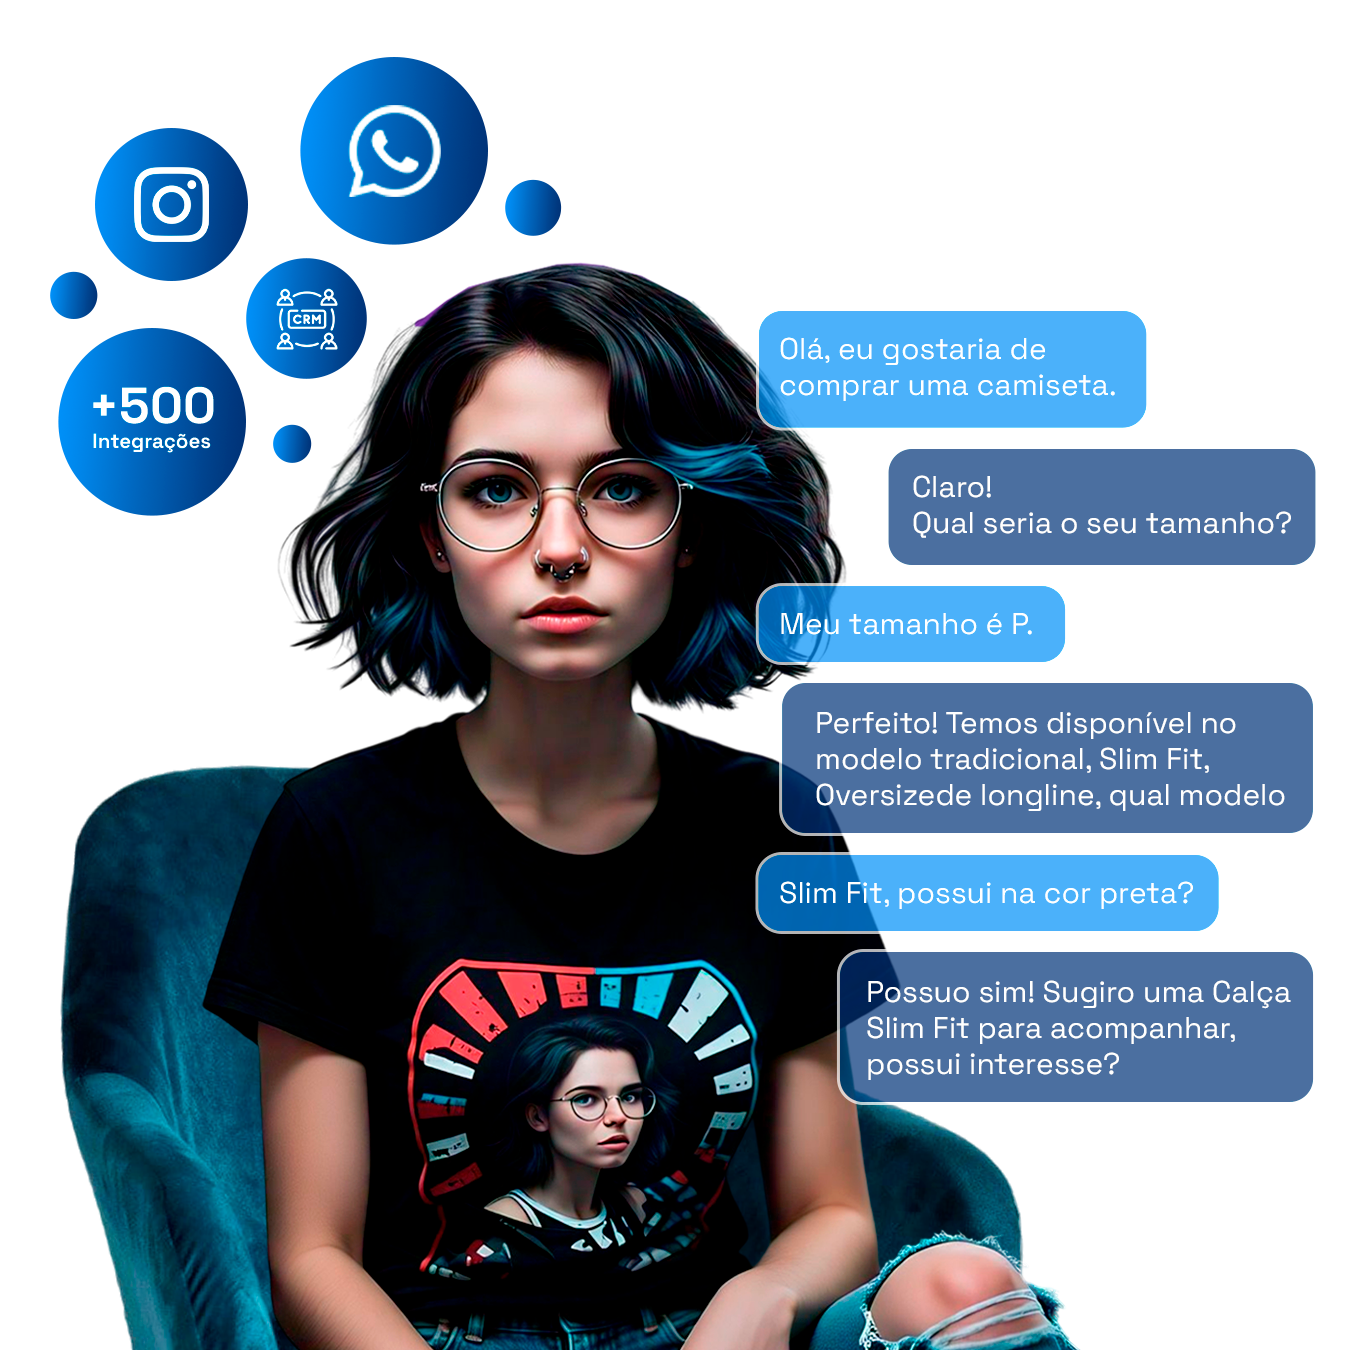 CRM
+500
Integrações
Olá, eu gostaria de
comprar uma camiseta.
Claro!
Qual seria o seu tamanho?
Meu tamanho é P.
Perfeito! Temos disponível no
modelo tradicional, Slim Fit,
Oversizede longline, qual modelo
Slim Fit, possui na cor preta?
Possuo sim! Sugiro uma Calça
Slim Fit para acompanhar,
possui interesse?